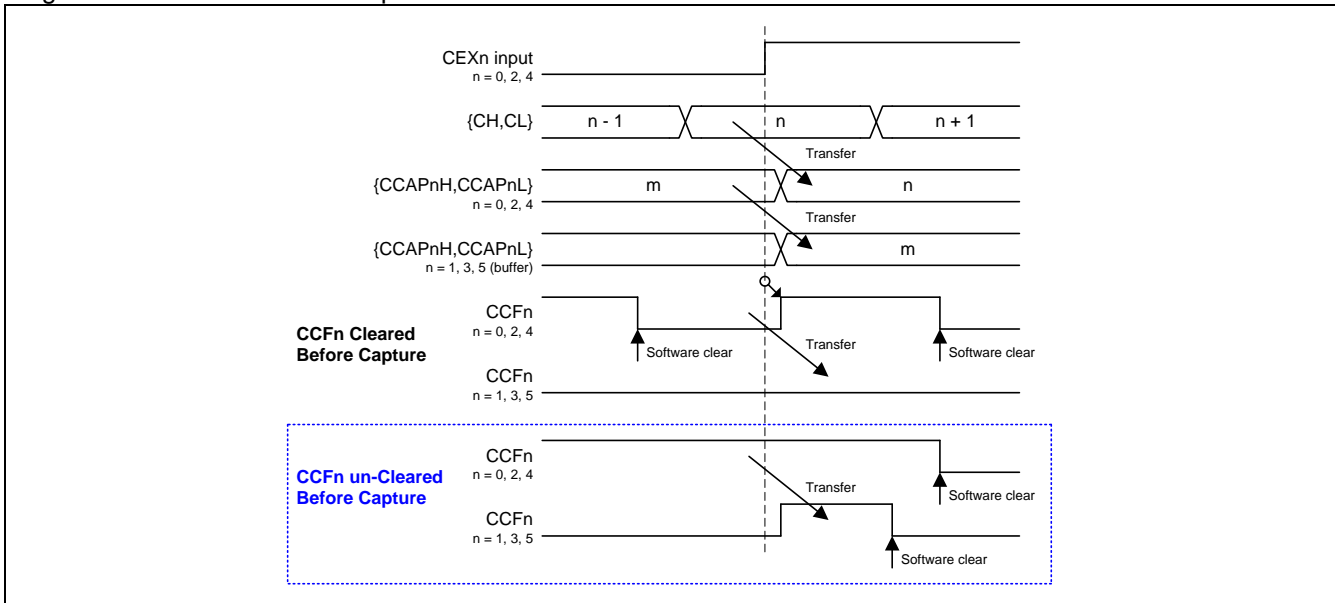 CEXn input
n = 0, 2, 4
{CH,CL}
n - 1
n
n + 1
Transfer
{CCAPnH,CCAPnL}
n = 0, 2, 4
m
n
Transfer
{CCAPnH,CCAPnL}
n = 1, 3, 5 (buffer)
m
CCFn Cleared
Before Capture
CCFn
n = 0, 2, 4
Software clear
Transfer
Software clear
CCFn
n = 1, 3, 5
CCFn un-Cleared
Before Capture
CCFn
n = 0, 2, 4
Transfer
Software clear
CCFn
n = 1, 3, 5
Software clear